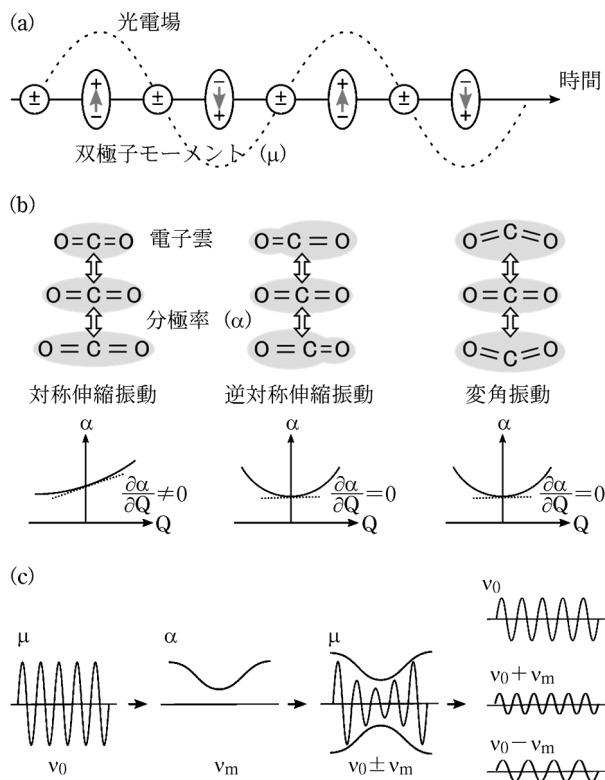 (a)
光電場
± + − ± − + ± + − ± − +
時間
双極子モーメント (μ)
(b)
O=C=O 電子雲 O=C=O O=C=O
O=C=O O=C=O O=C=O
分極率 (α)
O=C=O O=C=O O=C=O
対称伸縮振動 逆対称伸縮振動 変角振動
α α α
∂α/∂Q≠0 ∂α/∂Q=0 ∂α/∂Q=0
Q Q Q
(c)
ν₀
μ α μ
ν₀+νₘ
ν₀−νₘ
ν₀ νₘ ν₀±νₘ